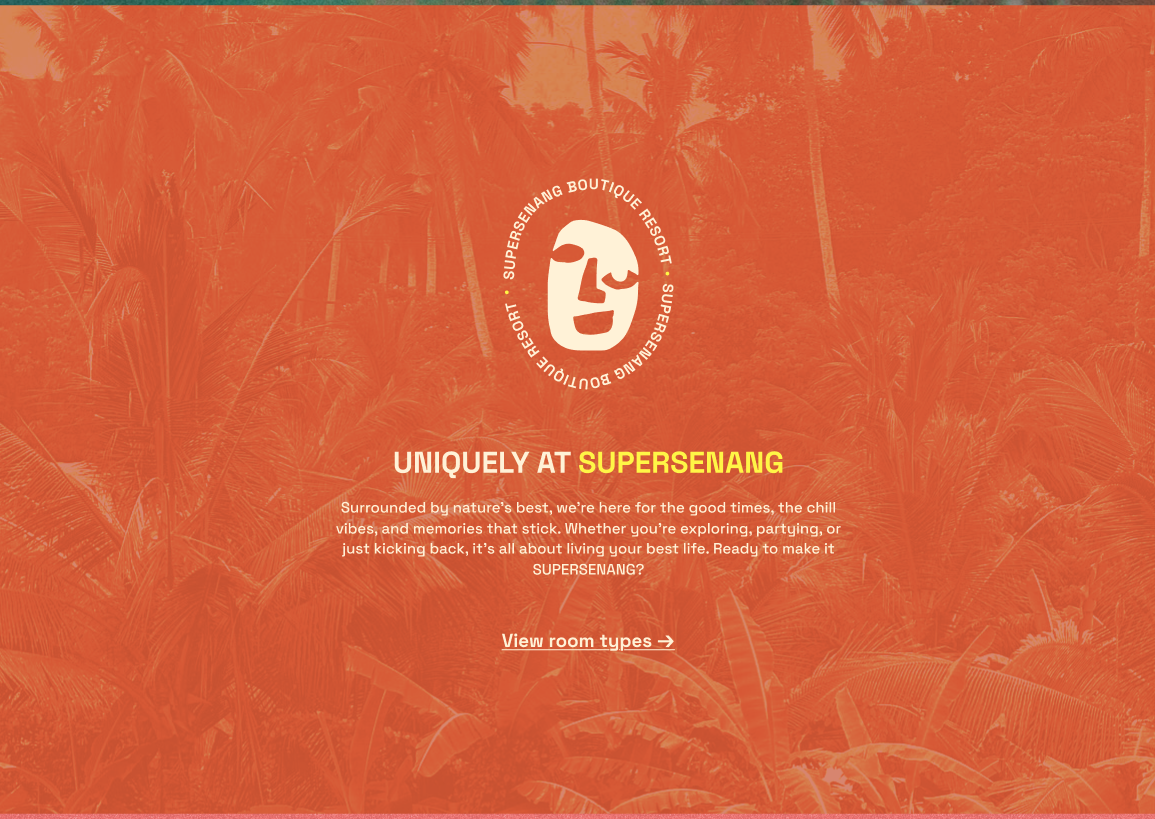 SUPERSENANG BOUTIQUE RESORT • SUPERSENANG BOUTIQUE RESORT •
UNIQUELY AT SUPERSENANG
Surrounded by nature's best, we're here for the good times, the chill
vibes, and memories that stick. Whether you're exploring, partying, or
just kicking back, it's all about living your best life. Ready to make it
SUPERSENANG?
View room types →